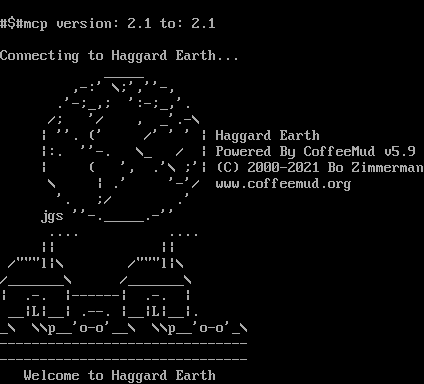 #$#mcp version: 2.1 to: 2.1
Connecting to Haggard Earth...
Haggard Earth
Powered By CoffeeMud v5.9
(C) 2000-2021 Bo Zimmerman
www.coffeemud.org
jgs
Welcome to Haggard Earth